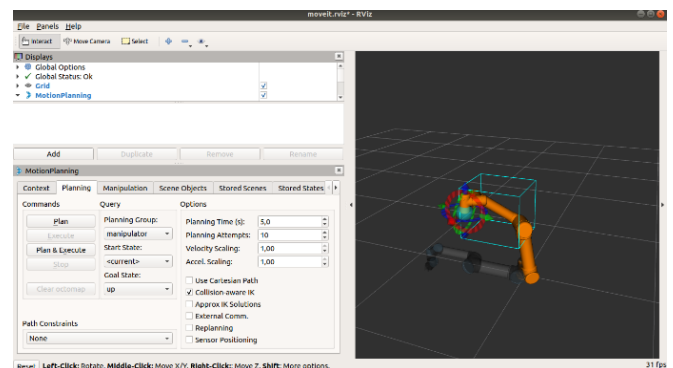 moveit.rviz* - RViz
File Panels Help
Interact Move Camera Select
Displays
Global Options
Global Status: Ok
Grid
MotionPlanning
Add Duplicate Remove Rename
MotionPlanning
Context Planning Manipulation Scene Objects Stored Scenes Stored States
Commands Query Options
Plan Planning Group: Planning Time (s): 5,0
Execute manipulator Planning Attempts: 10
Plan & Execute Start State: Velocity Scaling: 1,00
Stop <current> Accel. Scaling: 1,00
Goal State: Use Cartesian Path
Clear octomap up Collision-aware IK
Approx IK Solutions
External Comm.
Path Constraints Replanning
None Sensor Positioning
Reset Left-Click: Rotate. Middle-Click: Move X/Y. Right-Click: Move Z. Shift: More options. 31 fps